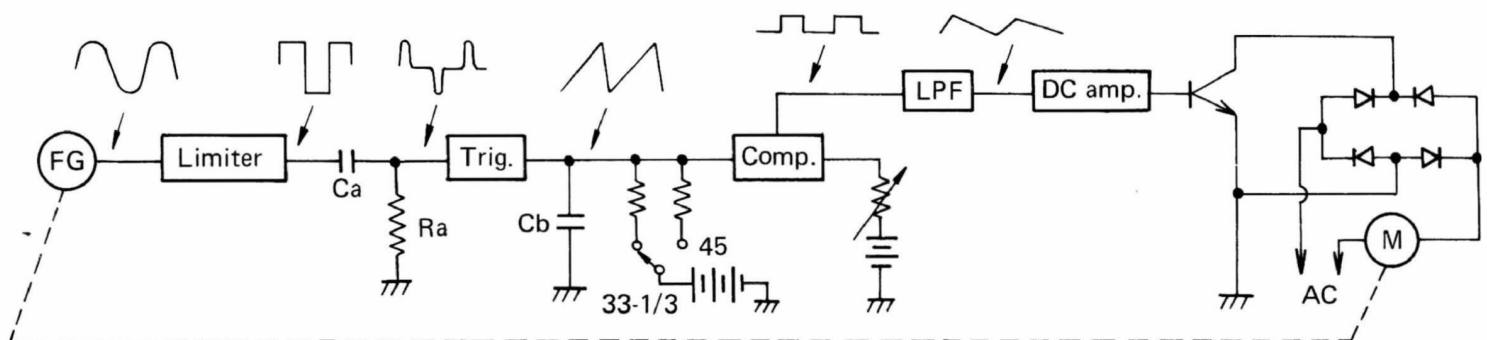 FG
Limiter
Ca
Ra
Trig.
Cb
33-1/3
45
Comp.
LPF
DC amp.
AC
M